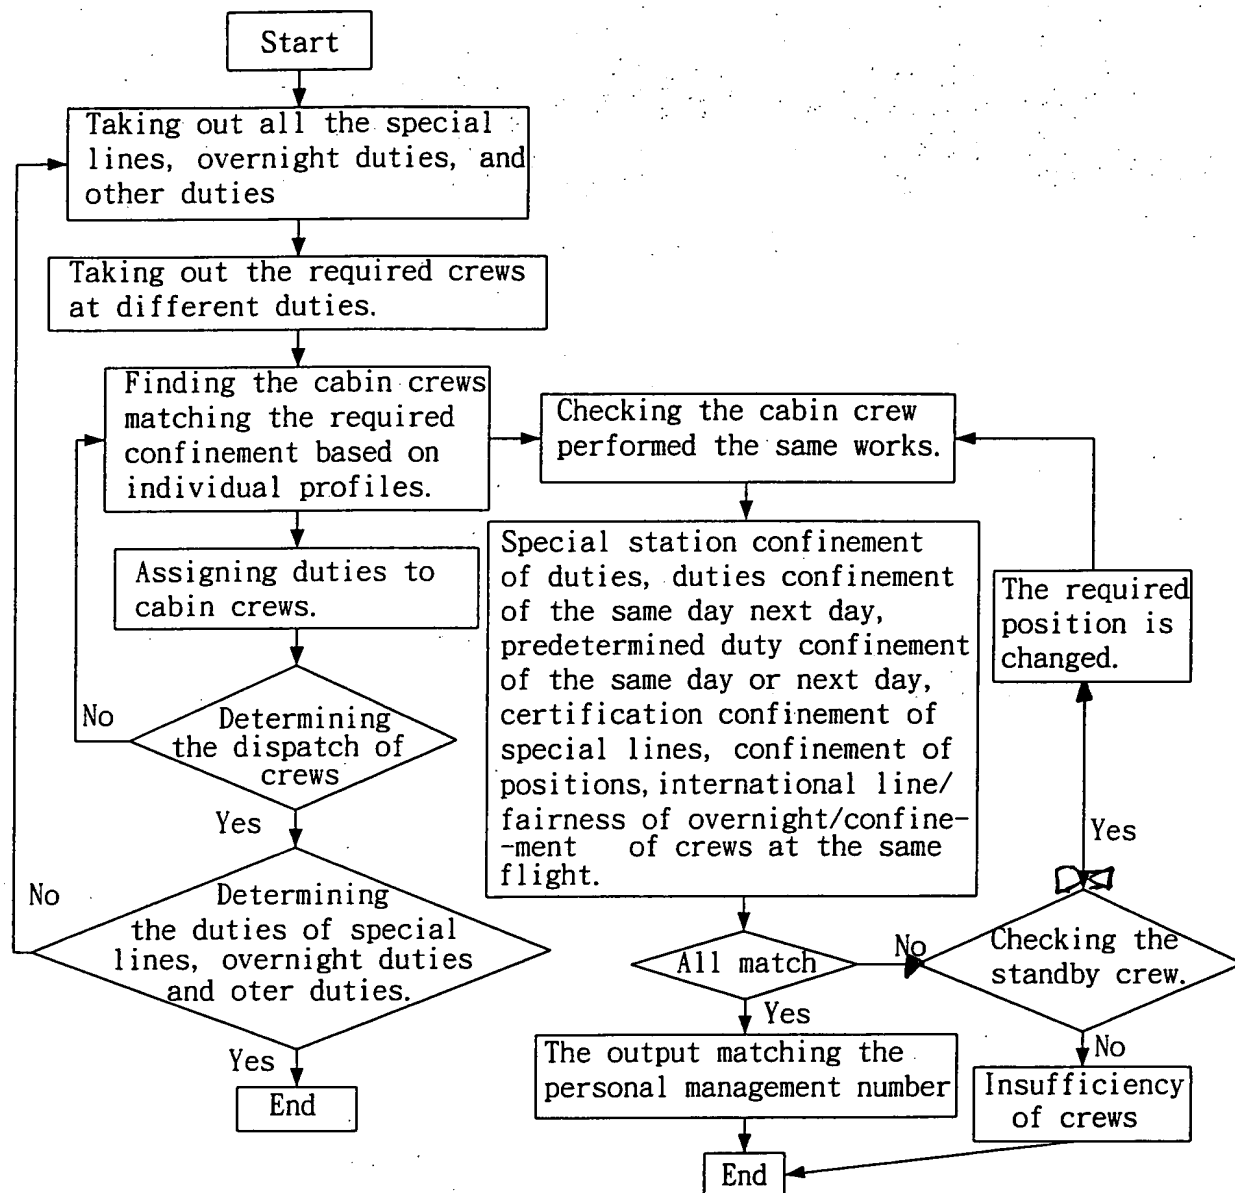 Start
Taking out all the special
lines, overnight duties, and
other duties
Taking out the required crews
at different duties.
Finding the cabin crews
matching the required
confinement based on
individual profiles.
Assigning duties to
cabin crews.
No
Determining
the dispatch of
crews
Yes
No
Determining
the duties of special
lines, overnight duties
and oter duties.
Yes
End
Checking the cabin crew
performed the same works.
Special station confinement
of duties, duties confinement
of the same day next day,
predetermined duty confinement
of the same day or next day,
certification confinement of
special lines, confinement of
positions, international line/
fairness of overnight/confine-
-ment of crews at the same
flight.
All match
No
Yes
The output matching the
personal management number
End
The required
position is
changed.
Yes
Checking the
standby crew.
No
Insufficiency
of crews